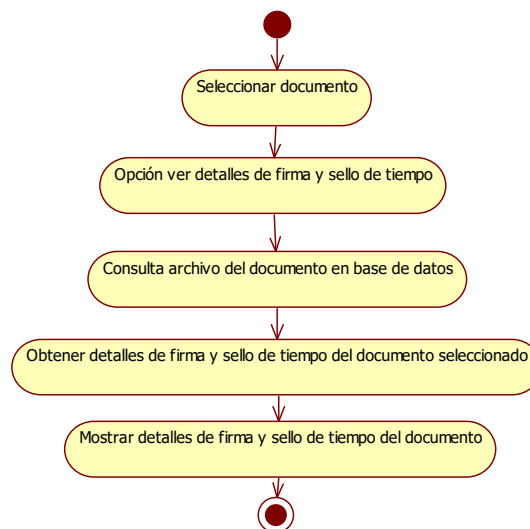 Seleccionar documento
Opción ver detalles de firma y sello de tiempo
Consulta archivo del documento en base de datos
Obtener detalles de firma y sello de tiempo del documento seleccionado
Mostrar detalles de firma y sello de tiempo del documento